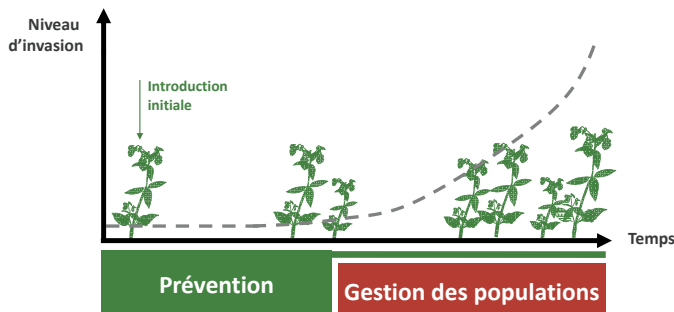 Niveau
d’invasion
Introduction
initiale
Temps
Prévention
Gestion des populations